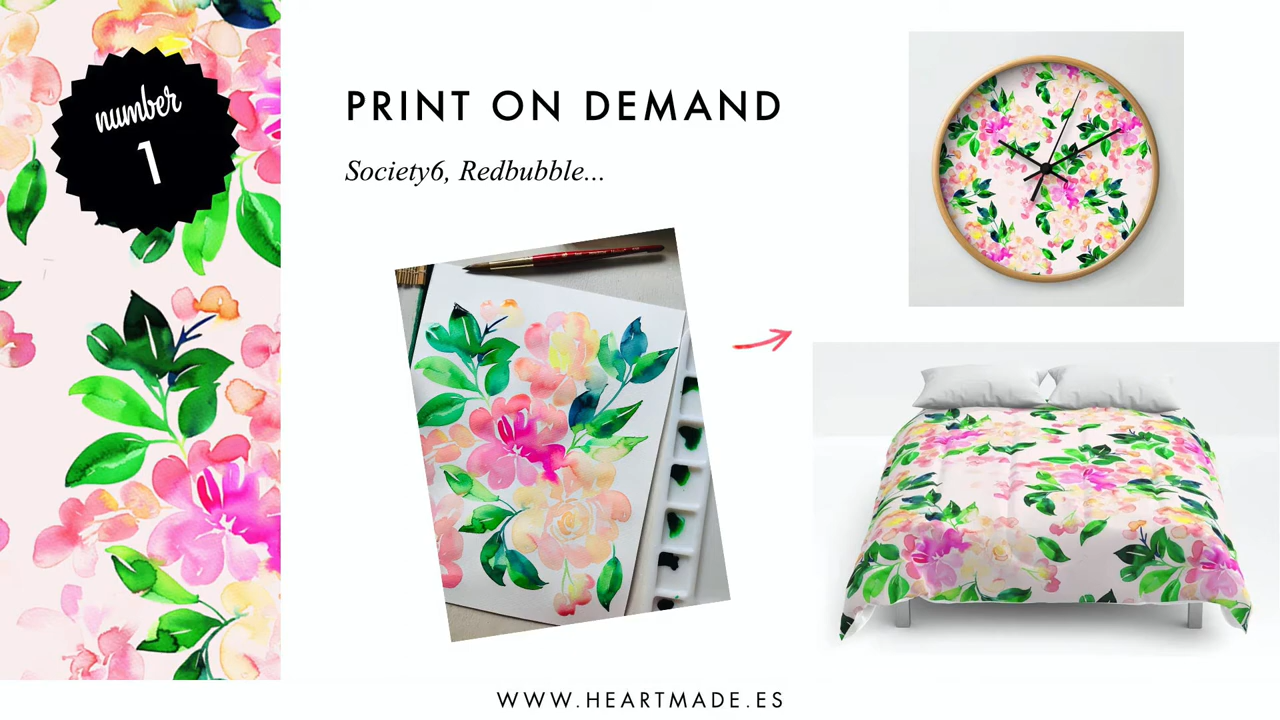 number
1
PRINT ON DEMAND
Society6, Redbubble...
WWW.HEARTMADE.ES